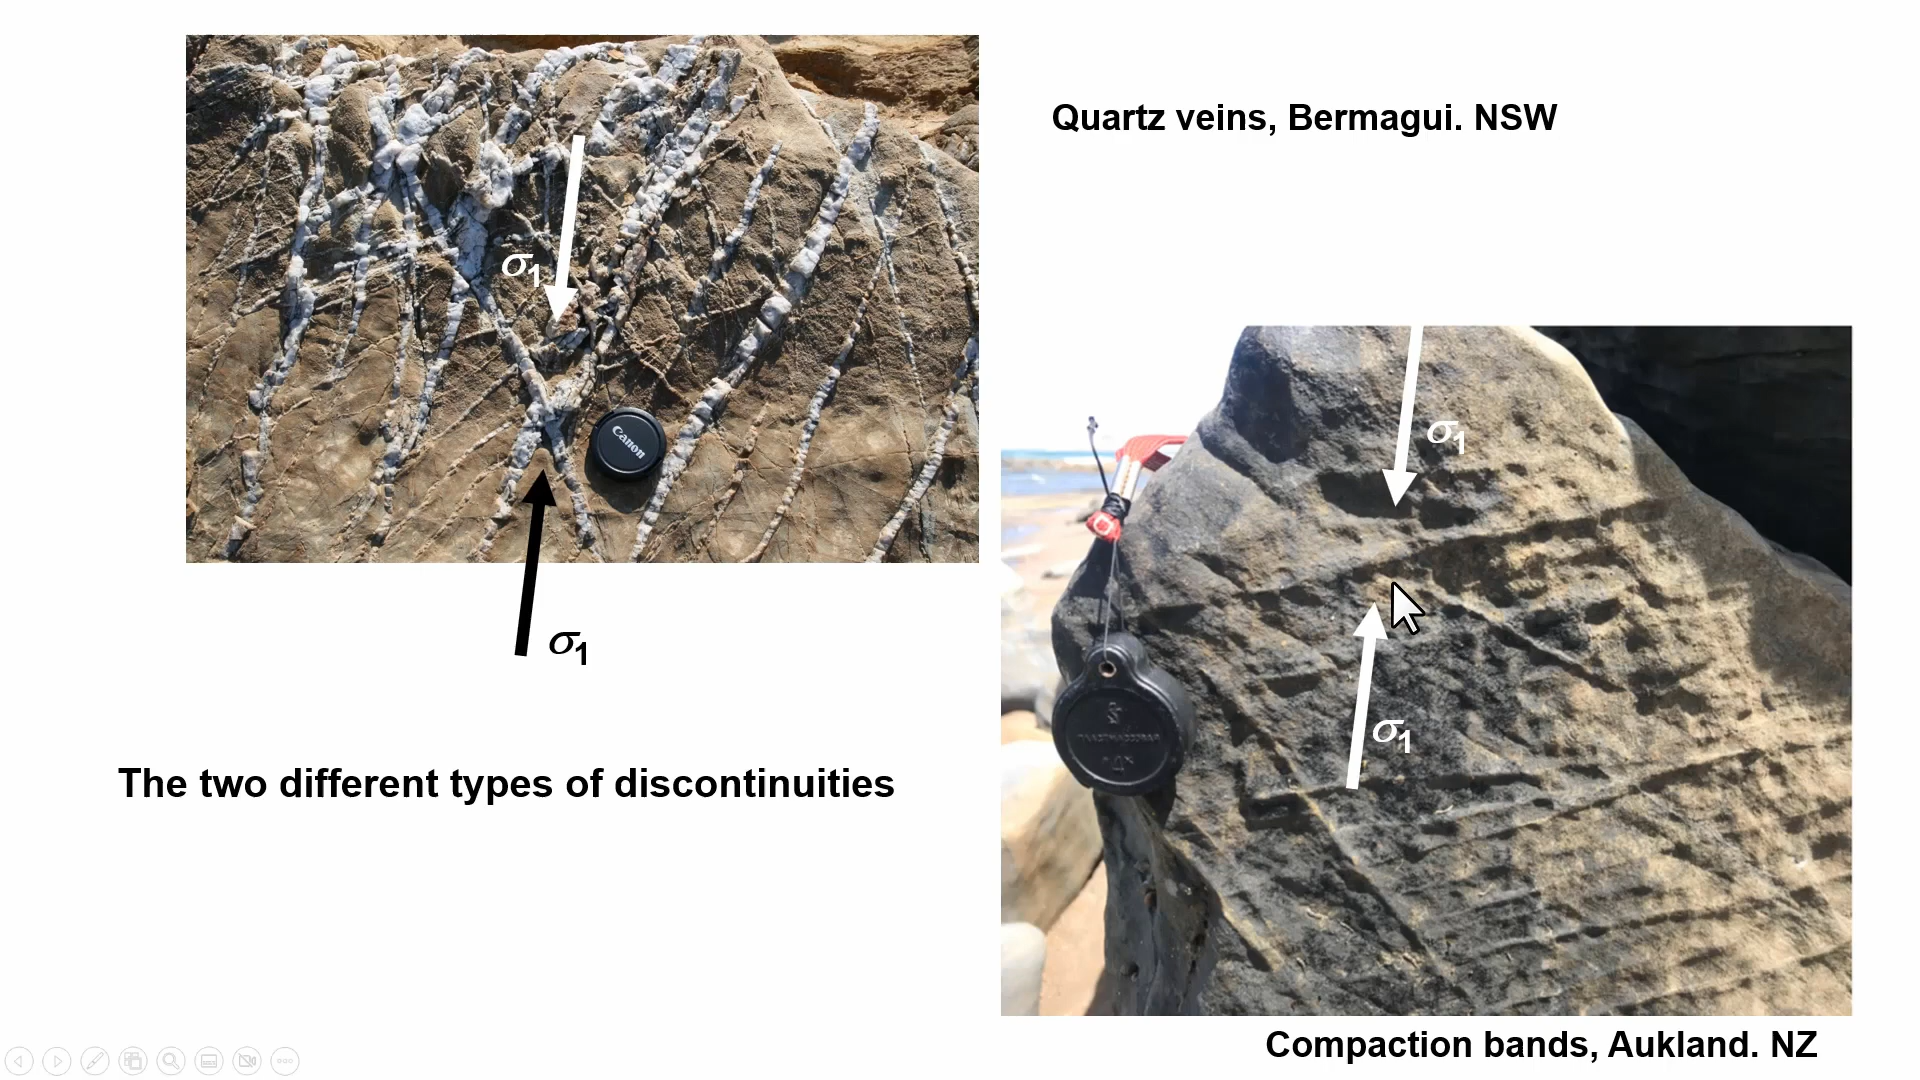 Quartz veins, Bermagui. NSW
σ1
Canon
σ1
σ1
σ1
The two different types of discontinuities
Compaction bands, Aukland. NZ